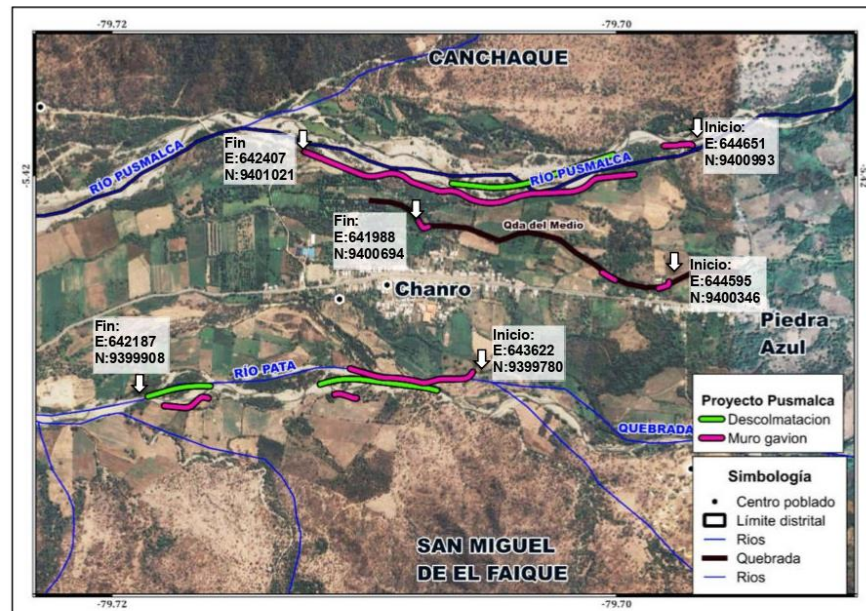 -79.72
-79.70
CANCHAQUE
Inicio:
E:644651
N:9400993
Fin
E:642407
N:9401021
RÍO PUSMALCA
RÍO PUSMALCA
-5.42
-5.42
Qda del Medio
Fin:
E:641988
N:9400694
Inicio:
E:644595
N:9400346
Chanro
Piedra
Azul
Fin:
E:642187
N:9399908
Inicio:
E:643622
N:9399780
RÍO PATA
QUEBRADA
Proyecto Pusmalca
Descolmatacion
Muro gavion
Simbología
Centro poblado
Límite distrital
Rios
Quebrada
Rios
SAN MIGUEL
DE EL FAIQUE
-79.72
-79.70